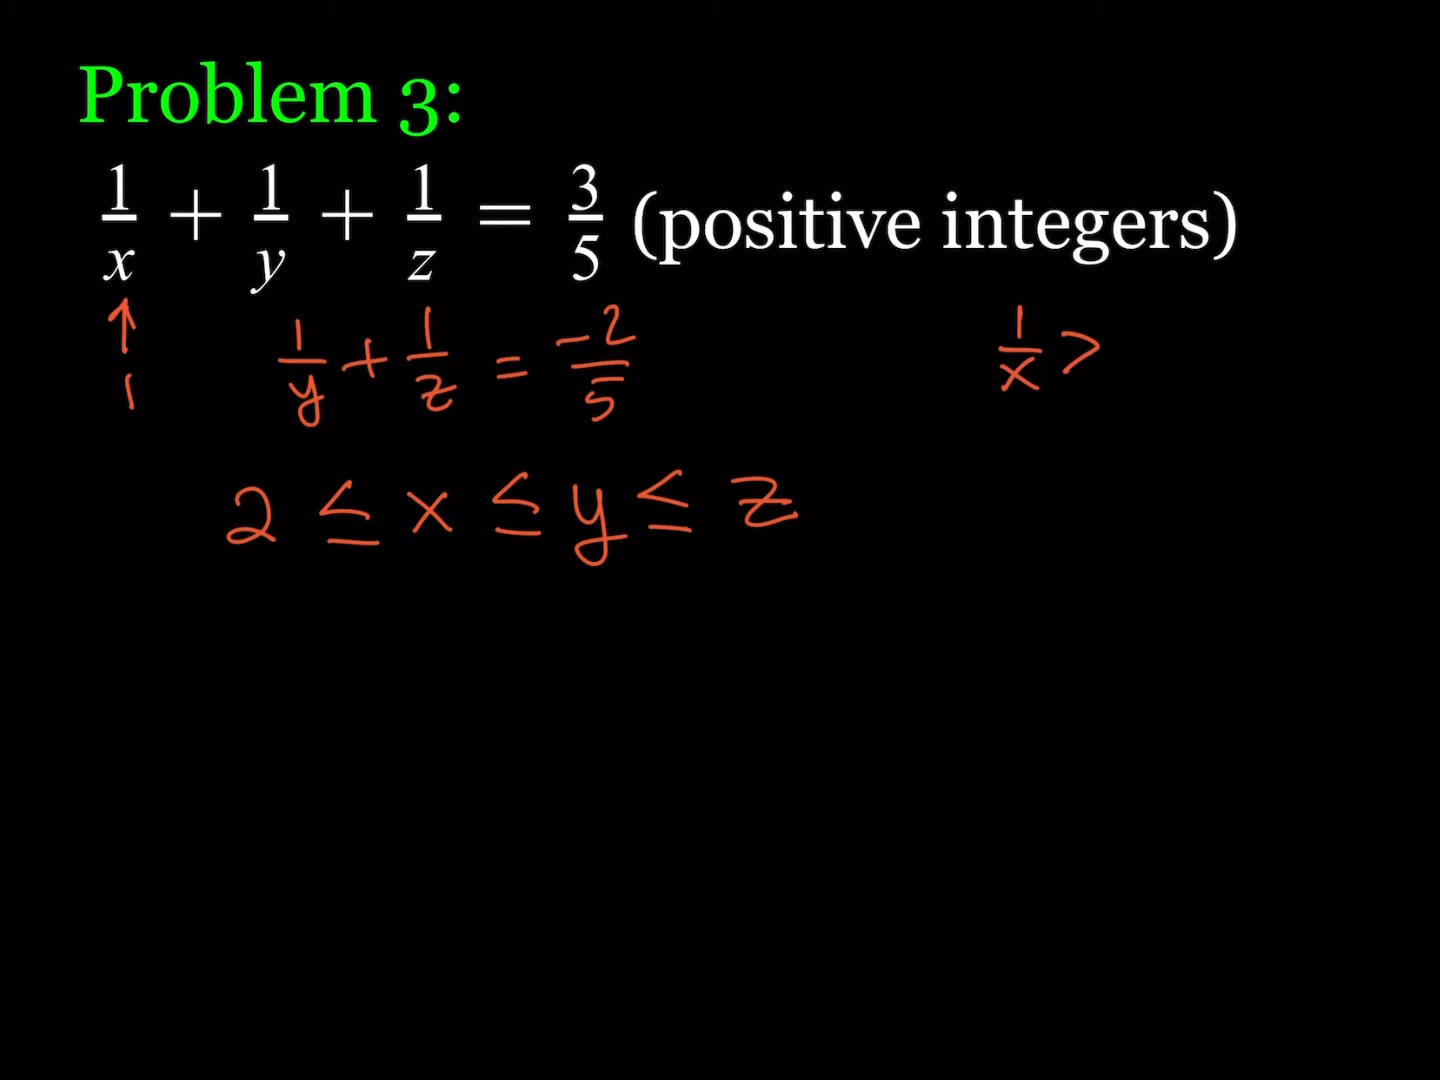 Problem 3:
1/x + 1/y + 1/z = 3/5 (positive integers)
↑
1
1/y + 1/z = -2/5
1/x >
2 ≤ x ≤ y ≤ z